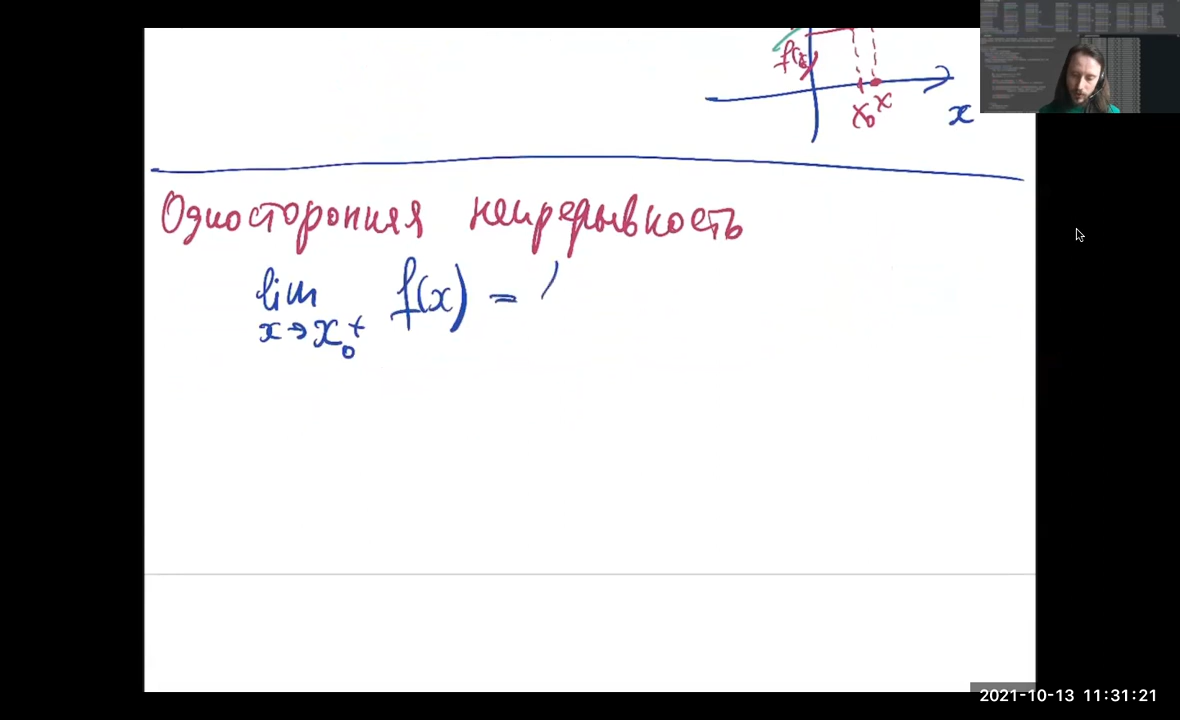 f(x)
x₀ x
x
Односторонняя непрерывность
lim f(x) =
x → x₀⁺
2021-10-13 11:31:21